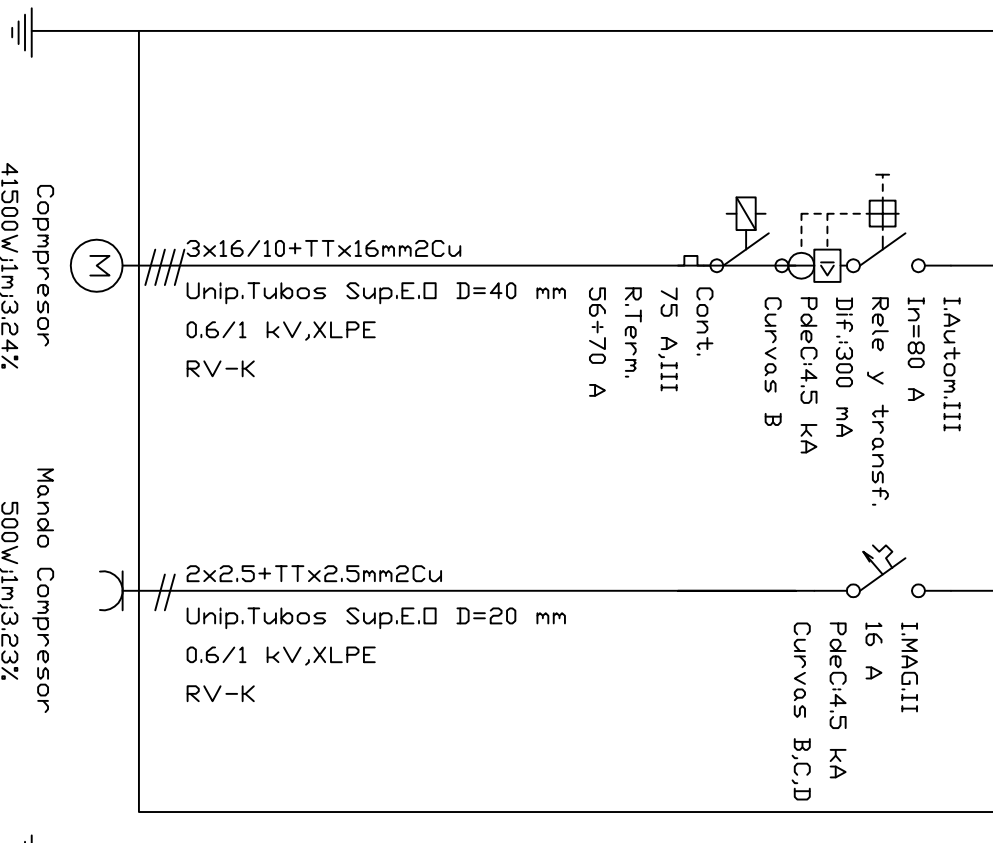 I.Autom.III
In=80 A
Rele y transf.
Dif.:300 mA
PdeC:4.5 kA
Curvas B
Cont.
75 A,III
R.Term.
56÷70 A
3x16/10+TTx16mm2Cu
Unip.Tubos Sup.E.O D=40 mm
0.6/1 kV,XLPE
RV-K
M
Copmpresor
41500W;1m;3.24%
I.MAG.II
16 A
PdeC:4.5 kA
Curvas B,C,D
2x2.5+TTx2.5mm2Cu
Unip.Tubos Sup.E.O D=20 mm
0.6/1 kV,XLPE
RV-K
Mando Compresor
500W;1m;3.23%